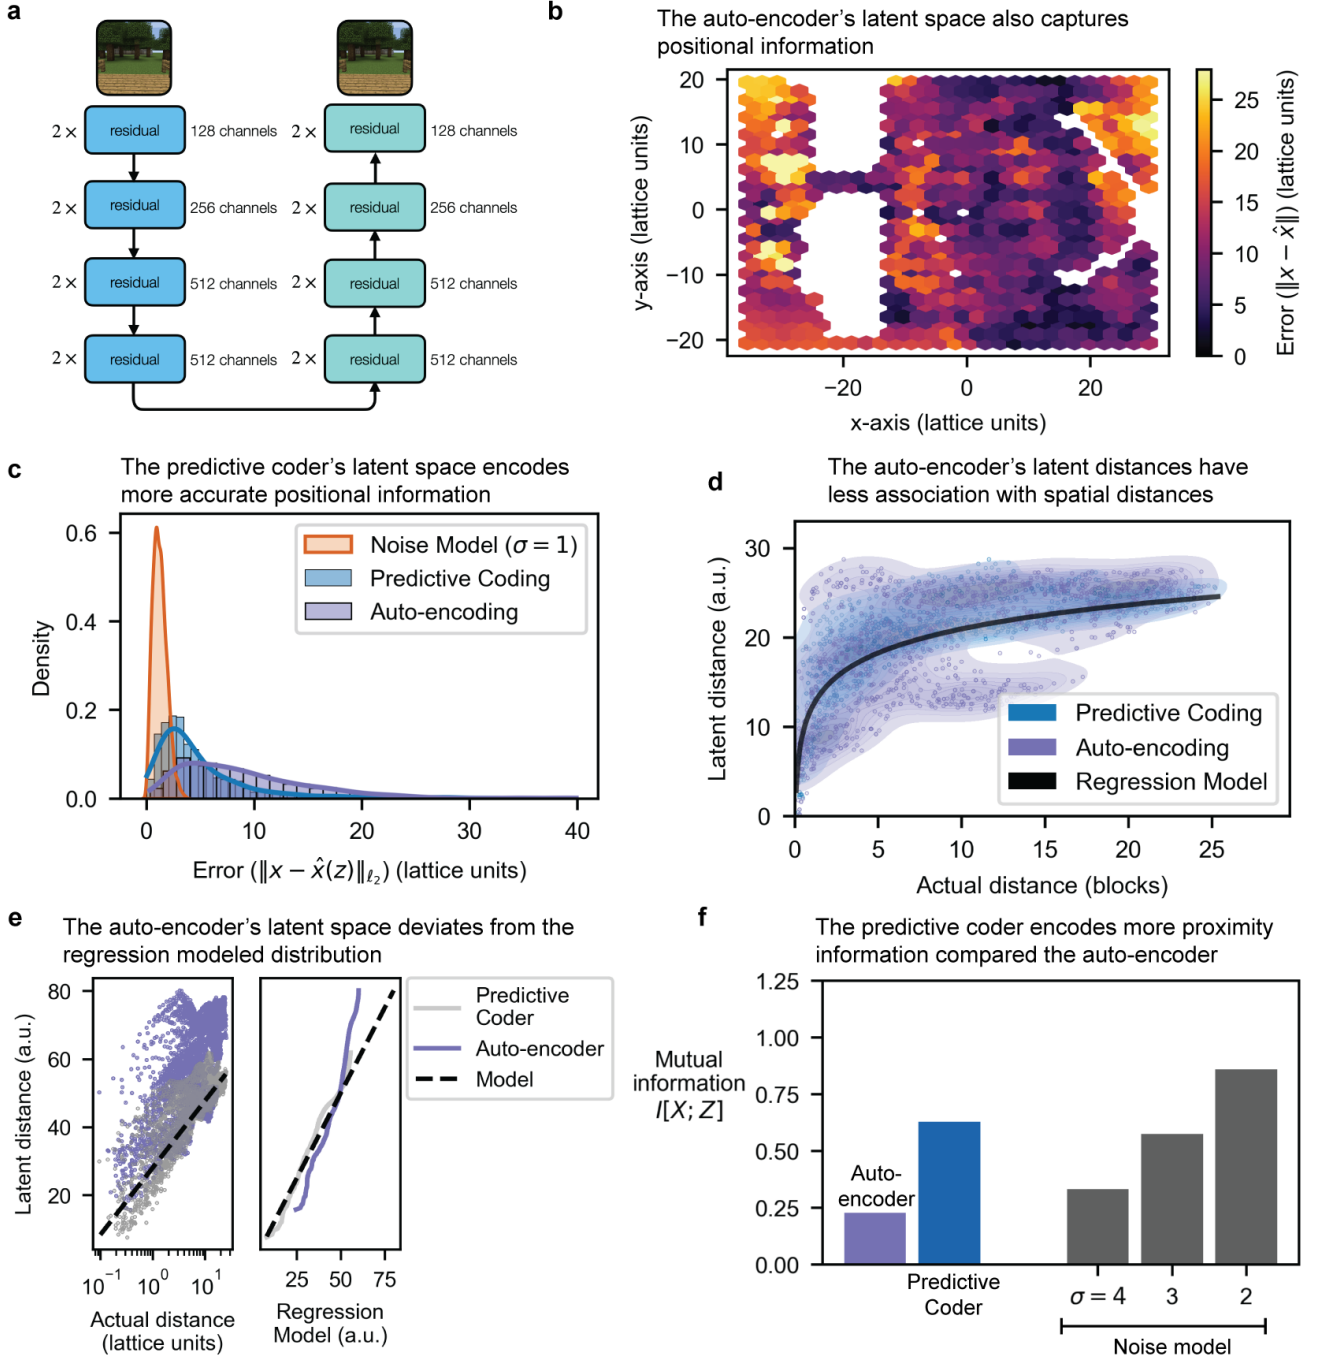 a
2 ×
residual
128 channels
2 ×
residual
128 channels
2 ×
residual
256 channels
2 ×
residual
256 channels
2 ×
residual
512 channels
2 ×
residual
512 channels
2 ×
residual
512 channels
2 ×
residual
512 channels
b
The auto-encoder’s latent space also captures
positional information
20
10
0
−10
−20
y-axis (lattice units)
−20
0
20
x-axis (lattice units)
25
20
15
10
5
0
Error (‖x − x̂‖) (lattice units)
c
The predictive coder’s latent space encodes
more accurate positional information
0.6
0.4
0.2
0.0
Density
Noise Model (σ = 1)
Predictive Coding
Auto-encoding
0
10
20
30
40
Error (‖x − x̂(z)‖ℓ₂) (lattice units)
d
The auto-encoder’s latent distances have
less association with spatial distances
30
20
10
0
Latent distance (a.u.)
Predictive Coding
Auto-encoding
Regression Model
0
5
10
15
20
25
Actual distance (blocks)
e
The auto-encoder’s latent space deviates from the
regression modeled distribution
80
60
40
20
Latent distance (a.u.)
10⁻¹
10⁰
10¹
Actual distance
(lattice units)
25
50
75
Regression
Model (a.u.)
Predictive
Coder
Auto-encoder
Model
f
The predictive coder encodes more proximity
information compared the auto-encoder
Mutual
information
I[X; Z]
1.25
1.00
0.75
0.50
0.25
0.00
Auto-
encoder
Predictive
Coder
σ = 4
3
2
Noise model